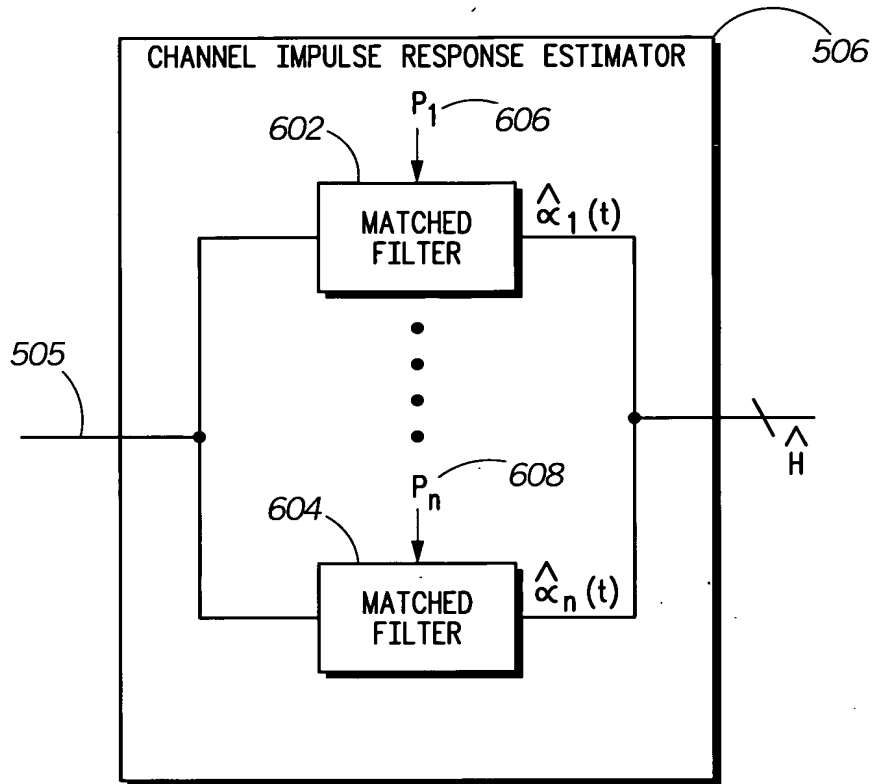 506
CHANNEL IMPULSE RESPONSE ESTIMATOR
P₁ 606
602
MATCHED
FILTER
α̂₁(t)
505
Ĥ
Pₙ 608
604
MATCHED
FILTER
α̂ₙ(t)